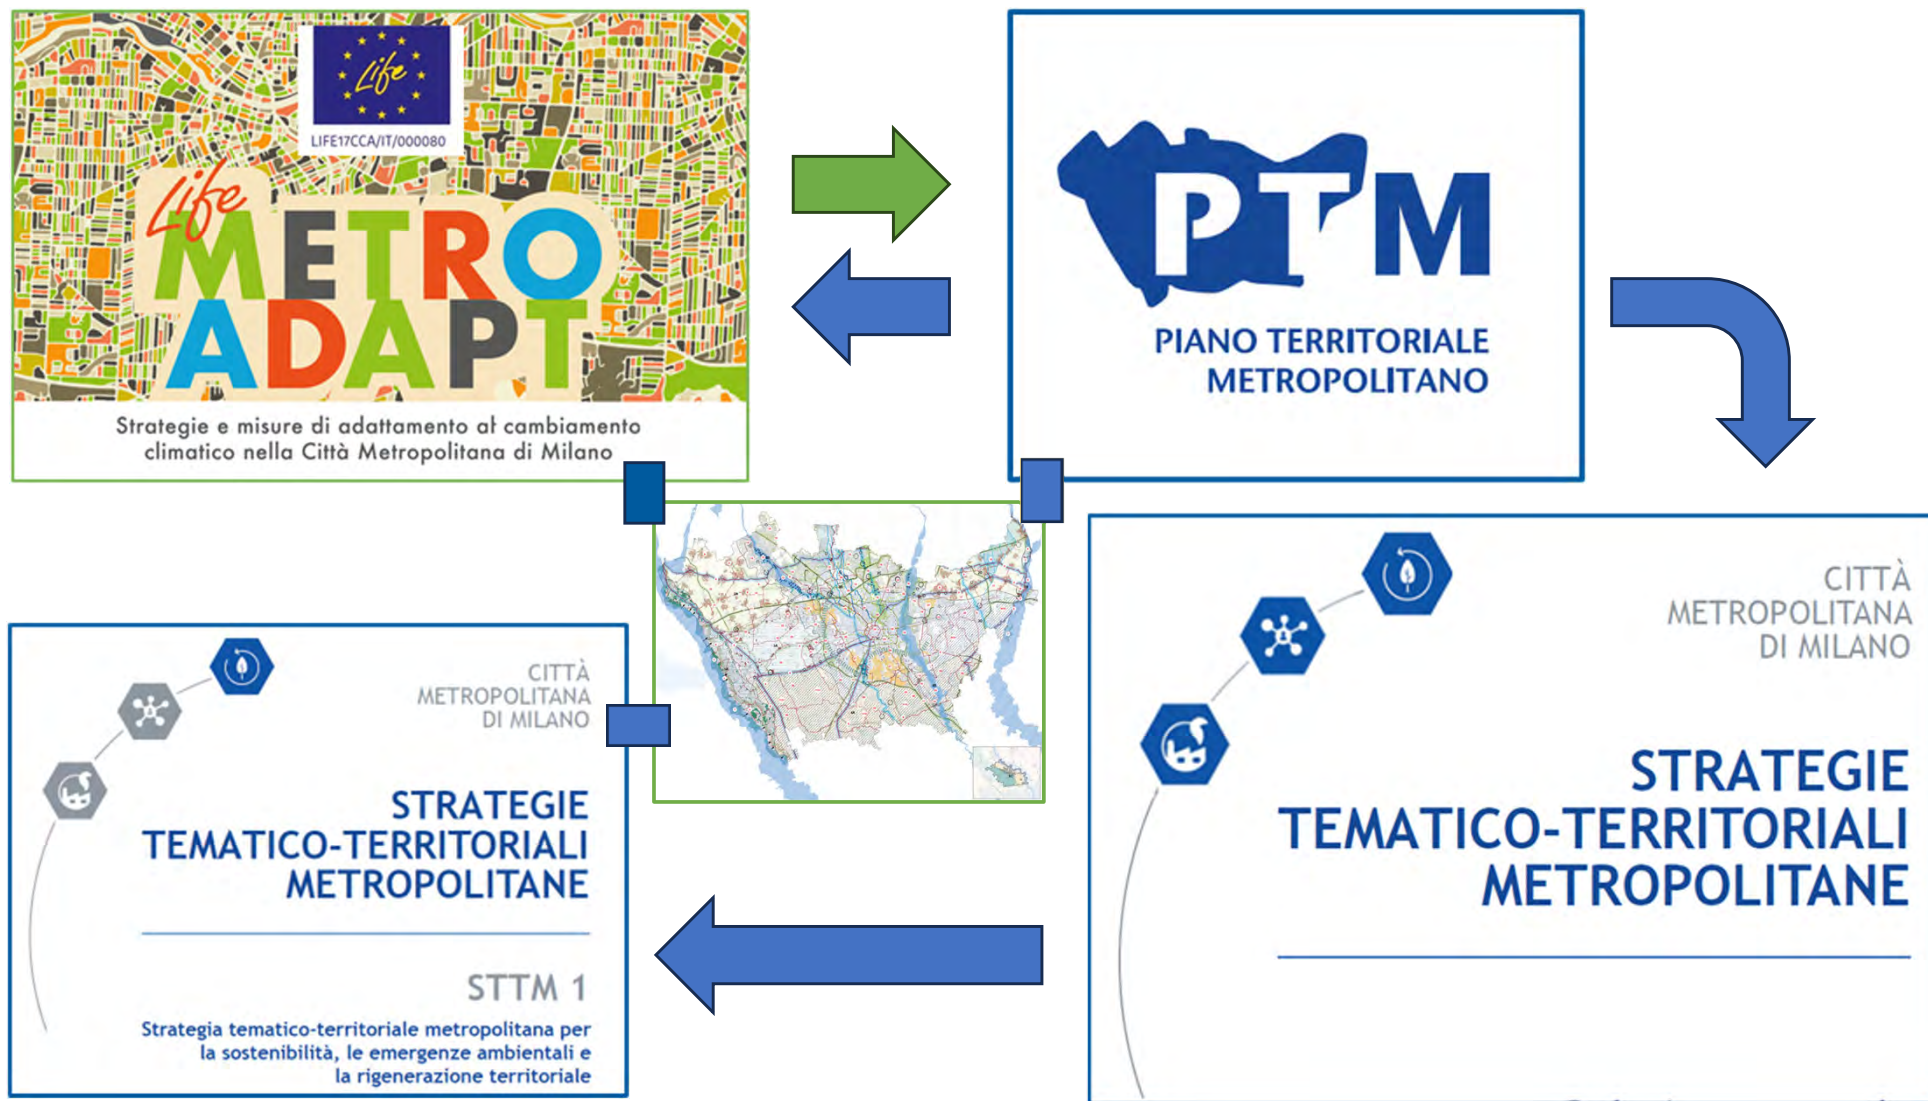 Life
LIFE17CCA/IT/000080
Life
METRO
ADAPT
Strategie e misure di adattamento al cambiamento
climatico nella Città Metropolitana di Milano
PTM
PIANO TERRITORIALE
METROPOLITANO
CITTÀ
METROPOLITANA
DI MILANO
STRATEGIE
TEMATICO-TERRITORIALI
METROPOLITANE
CITTÀ
METROPOLITANA
DI MILANO
STRATEGIE
TEMATICO-TERRITORIALI
METROPOLITANE
STTM 1
Strategia tematico-territoriale metropolitana per
la sostenibilità, le emergenze ambientali e
la rigenerazione territoriale